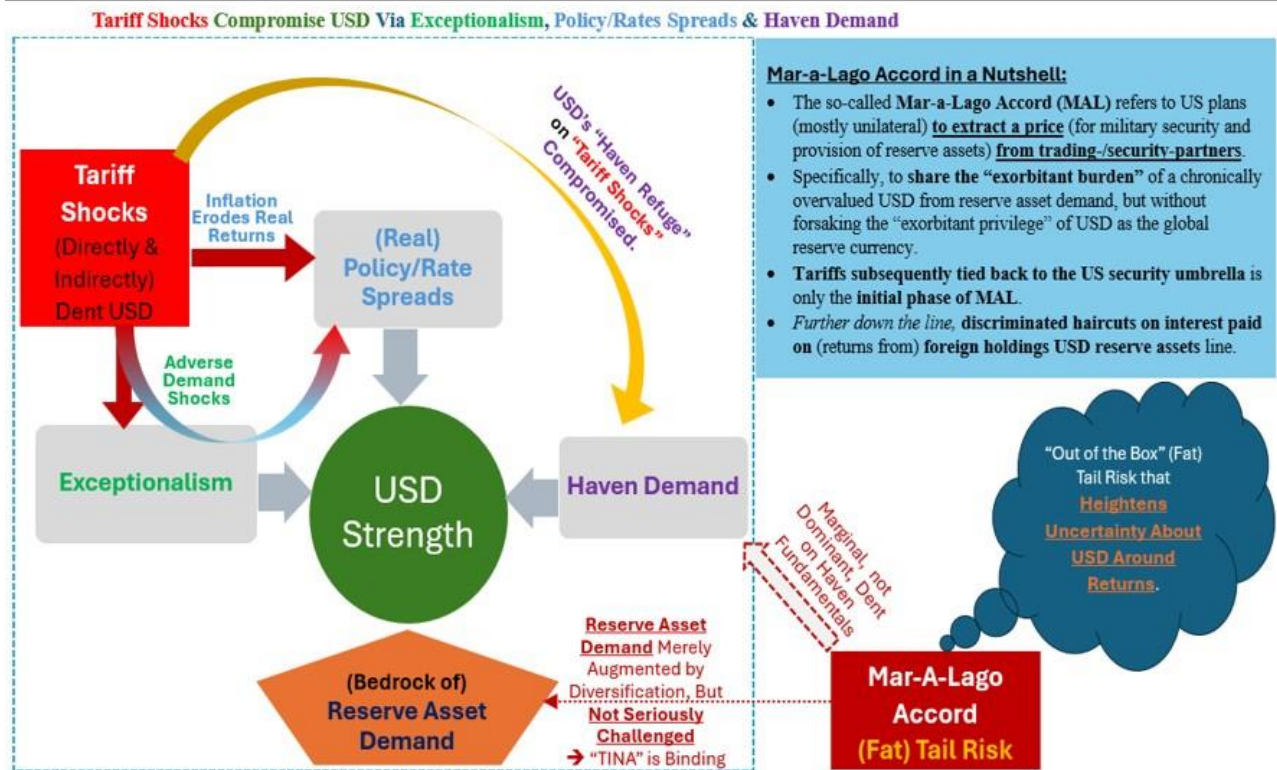 Tariff Shocks Compromise USD Via Exceptionalism, Policy/Rates Spreads & Haven Demand
Tariff
Shocks
(Directly &
Indirectly)
Dent USD
Inflation
Erodes Real
Returns
(Real)
Policy/Rate
Spreads
USD's "Haven Refuge"
on "Tariff Shocks"
Compromised.
Adverse
Demand
Shocks
Exceptionalism
USD
Strength
Haven Demand
(Bedrock of)
Reserve Asset
Demand
Reserve Asset
Demand Merely
Augmented by
Diversification, But
Not Seriously
Challenged
➔ "TINA" is Binding
Mar-a-Lago Accord in a Nutshell:
• The so-called Mar-a-Lago Accord (MAL) refers to US plans
(mostly unilateral) to extract a price (for military security and
provision of reserve assets) from trading-/security-partners.
• Specifically, to share the "exorbitant burden" of a chronically
overvalued USD from reserve asset demand, but without
forsaking the "exorbitant privilege" of USD as the global
reserve currency.
• Tariffs subsequently tied back to the US security umbrella is
only the initial phase of MAL.
• Further down the line, discriminated haircuts on interest paid
on (returns from) foreign holdings USD reserve assets line.
"Out of the Box" (Fat)
Tail Risk that
Heightens
Uncertainty About
USD Around
Returns.
Marginal, not
Dominant, Dent
on Haven
Fundamentals
Mar-A-Lago
Accord
(Fat) Tail Risk